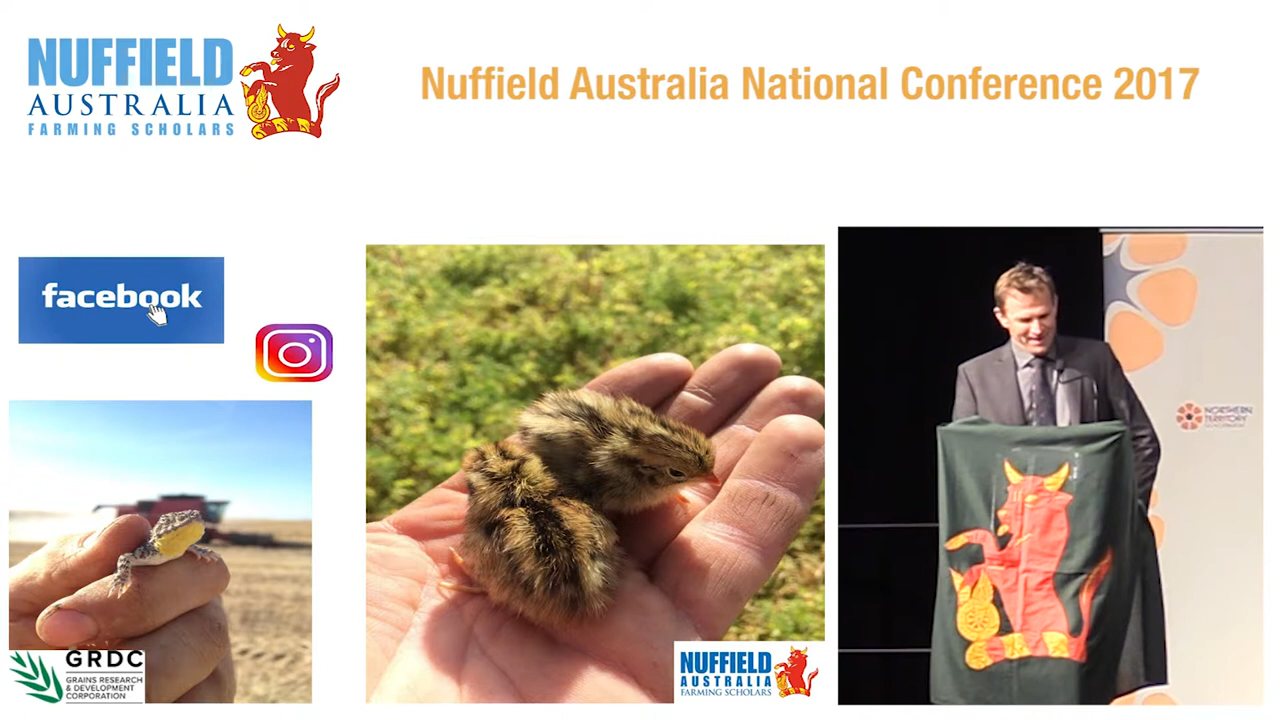 NUFFIELD
AUSTRALIA
FARMING SCHOLARS
Nuffield Australia National Conference 2017
facebook
NORTHERN
TERRITORY
GRDC
GRAINS RESEARCH
& DEVELOPMENT
CORPORATION
NUFFIELD
AUSTRALIA
FARMING SCHOLARS